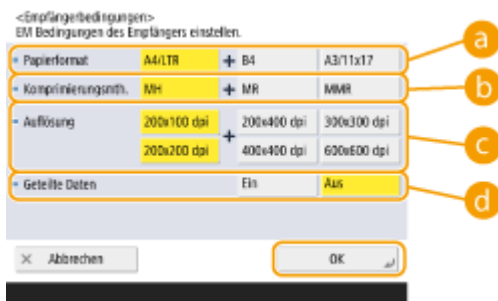 <Empfängerbedingungen>
EM Bedingungen des Empfängers einstellen.
Papierformat A4/LTR + B4 A3/11x17 a
Komprimierungsmth. MH + MR MMR b
Auflösung 200x100 dpi + 200x400 dpi 300x300 dpi c
200x200 dpi 400x400 dpi 600x600 dpi
Geteilte Daten Ein Aus d
× Abbrechen OK